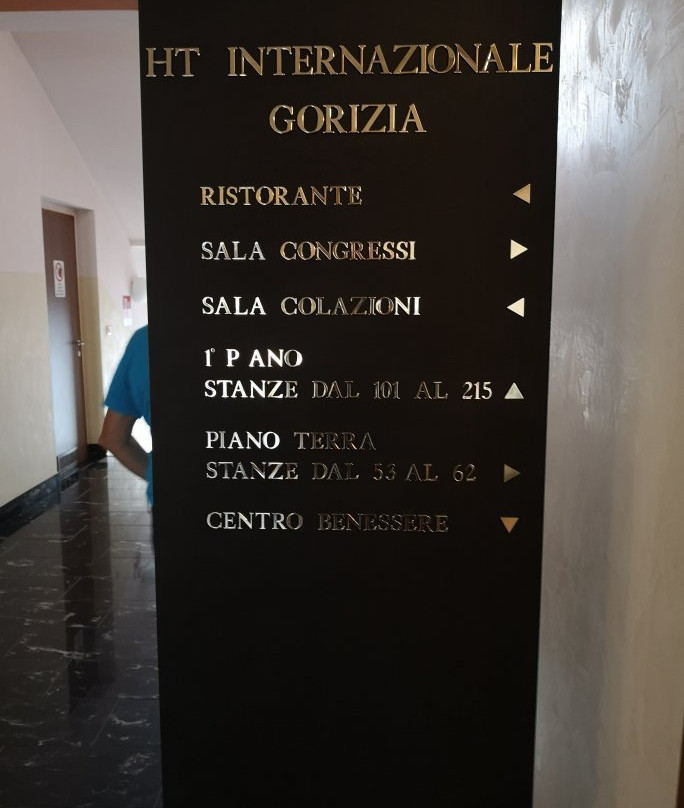 HT INTERNAZIONALE
GORIZIA
RISTORANTE
SALA CONGRESSI
SALA COLAZIONI
1° P ANO
STANZE DAL 101 AL 215
PIANO TERRA
STANZE DAL 53 AL 62
CENTRO BENESSERE